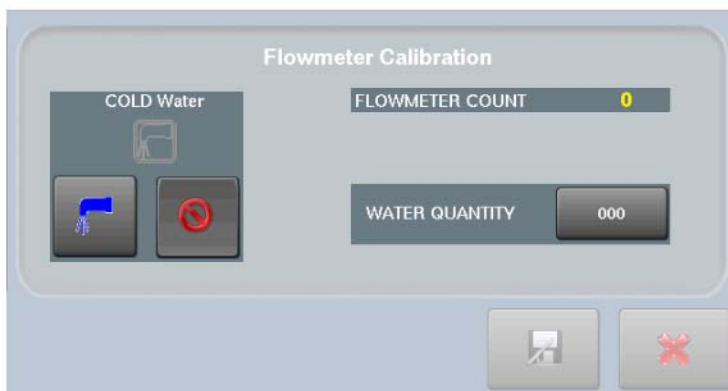 Flowmeter Calibration
COLD Water
FLOWMETER COUNT 0
WATER QUANTITY 000